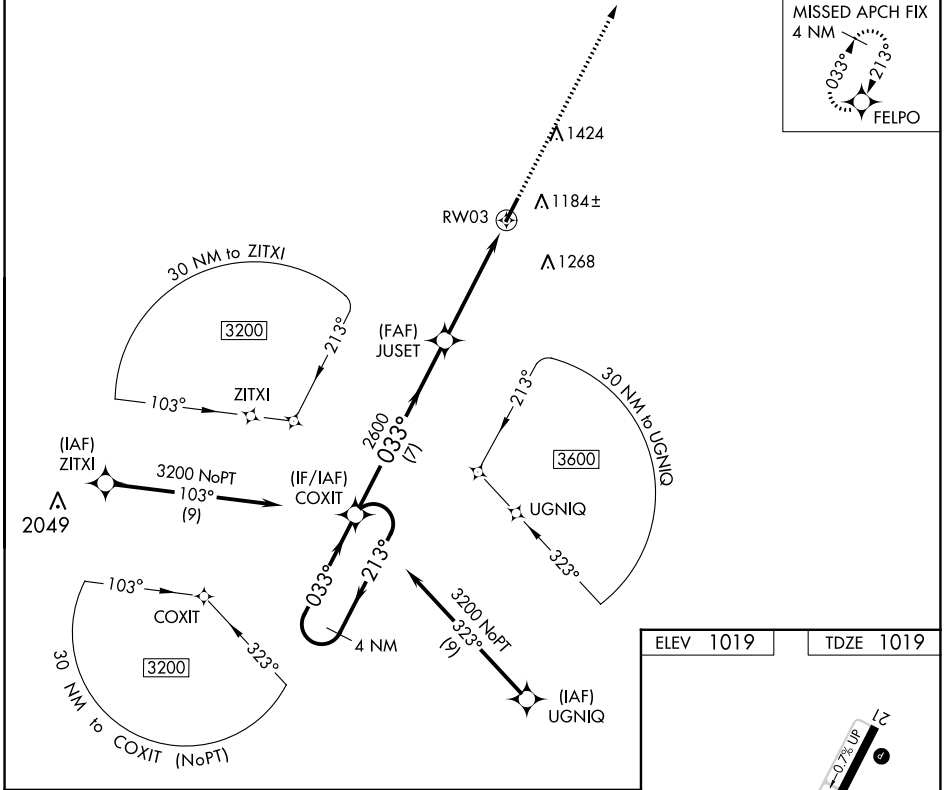 MISSED APCH FIX
4 NM
033°
213°
FELPO
1424
1184±
RW03
1268
30 NM to ZITXI
3200
213°
ZITXI
103°
(FAF)
JUSET
2600
033°
(7)
30 NM to UGNIQ
213°
3600
UGNIQ
323°
(IAF)
ZITXI
3200 NoPT
103°
(9)
2049
(IF/IAF)
COXIT
033°
213°
4 NM
103°
COXIT
323°
3200
30 NM to COXIT (NoPT)
3200 NoPT
323°
(9)
(IAF)
UGNIQ
ELEV 1019
TDZE 1019
21
0.7% UP
P